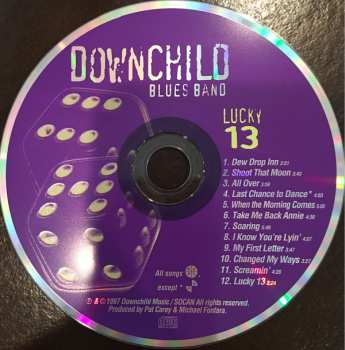 DOWNCHILD
BLUES BAND
LUCKY
13
1. Dew Drop Inn
2. Shoot That Moon 3:40
3. All Over
4. Last Chance to Dance*
5. When the Morning Comes
6. Take Me Back Annie
7. Soaring
8. I Know You're Lyin'
9. My First Letter
10. Changed My Ways
11. Screamin'
12. Lucky 13
All songs
except *
℗ & © 1997 Downchild Music / SOCAN All rights reserved.
Produced by Pat Carey & Michael Fonfara.